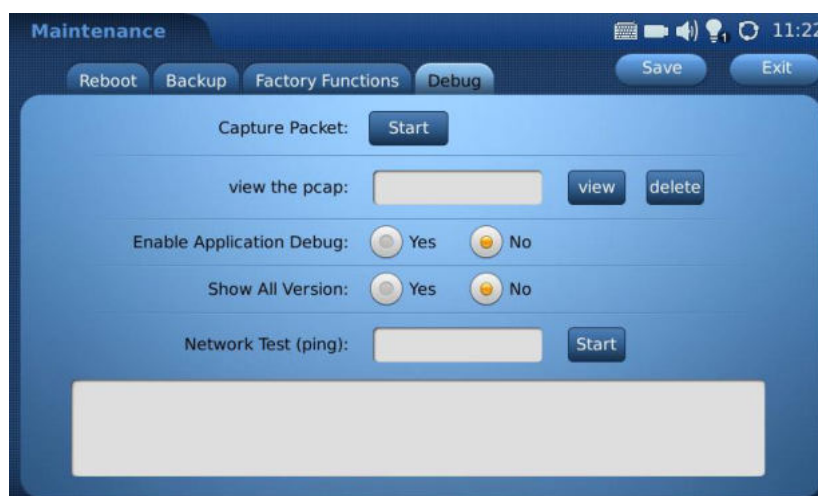 Maintenance 1 11:22
Reboot Backup Factory Functions Debug Save Exit
Capture Packet: Start
view the pcap: view delete
Enable Application Debug: Yes No
Show All Version: Yes No
Network Test (ping): Start